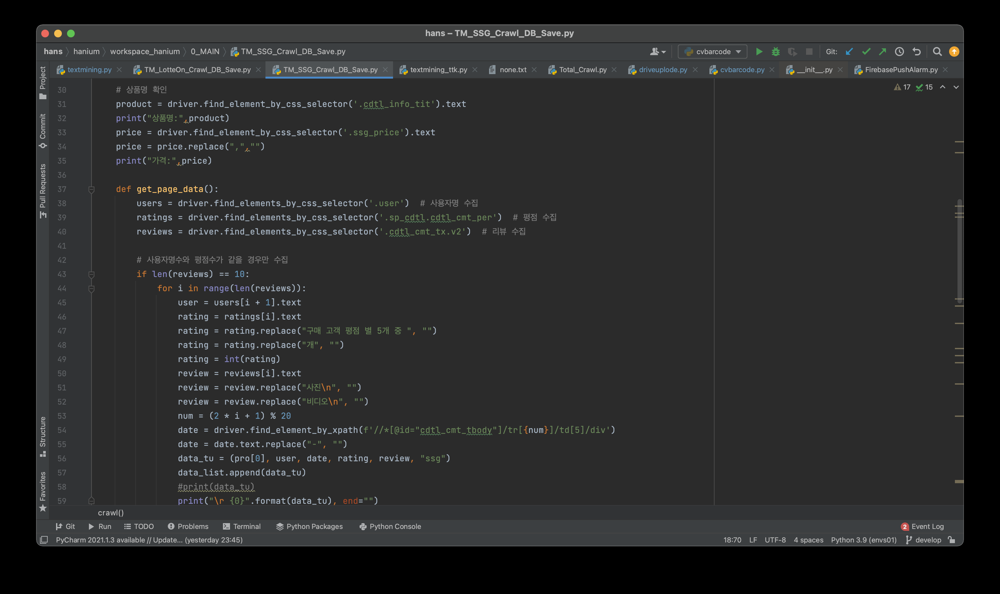 hans – TM_SSG_Crawl_DB_Save.py
hans hanium workspace_hanium 0_MAIN TM_SSG_Crawl_DB_Save.py cvbarcode Git:
textmining.py TM_LotteOn_Crawl_DB_Save.py TM_SSG_Crawl_DB_Save.py textmining_ttk.py none.txt Total_Crawl.py driveuplode.py cvbarcode.py __init__.py FirebasePushAlarm.py
17 15
Project
Commit
Pull Requests
Structure
Favorites
30 # 상품명 확인
31 product = driver.find_element_by_css_selector('.cdtl_info_tit').text
32 print("상품명:",product)
33 price = driver.find_element_by_css_selector('.ssg_price').text
34 price = price.replace(",","")
35 print("가격:",price)
36
37 def get_page_data():
38 users = driver.find_elements_by_css_selector('.user')  # 사용자명 수집
39 ratings = driver.find_elements_by_css_selector('.sp_cdtl.cdtl_cmt_per')  # 평점 수집
40 reviews = driver.find_elements_by_css_selector('.cdtl_cmt_tx.v2')  # 리뷰 수집
41
42 # 사용자명수와 평점수가 같을 경우만 수집
43 if len(reviews) == 10:
44 for i in range(len(reviews)):
45 user = users[i + 1].text
46 rating = ratings[i].text
47 rating = rating.replace("구매 고객 평점 별 5개 중 ", "")
48 rating = rating.replace("개", "")
49 rating = int(rating)
50 review = reviews[i].text
51 review = review.replace("사진\n", "")
52 review = review.replace("비디오\n", "")
53 num = (2 * i + 1) % 20
54 date = driver.find_element_by_xpath(f'//*[@id="cdtl_cmt_tbody"]/tr[{num}]/td[5]/div')
55 date = date.text.replace("-", "")
56 data_tu = (pro[0], user, date, rating, review, "ssg")
57 data_list.append(data_tu)
58 #print(data_tu)
59 print("\r {0}".format(data_tu), end="")
crawl()
Git Run TODO Problems Terminal Python Packages Python Console 2 Event Log
PyCharm 2021.1.3 available // Update... (yesterday 23:45) 18:70 LF UTF-8 4 spaces Python 3.9 (envs01) develop